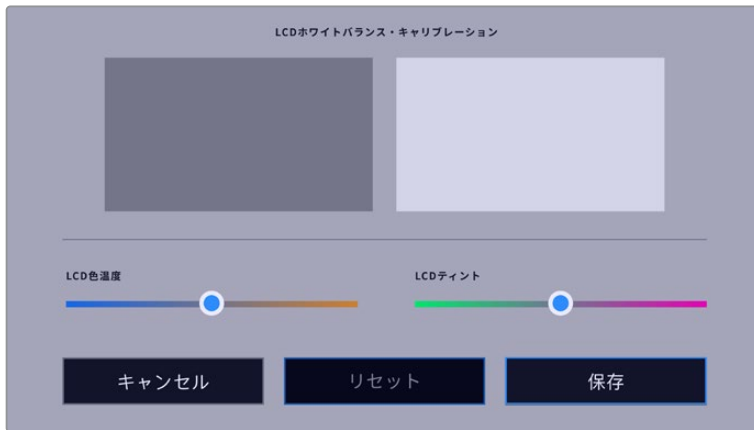 LCDホワイトバランス・キャリブレーション
LCD色温度
LCDティント
キャンセル
リセット
保存